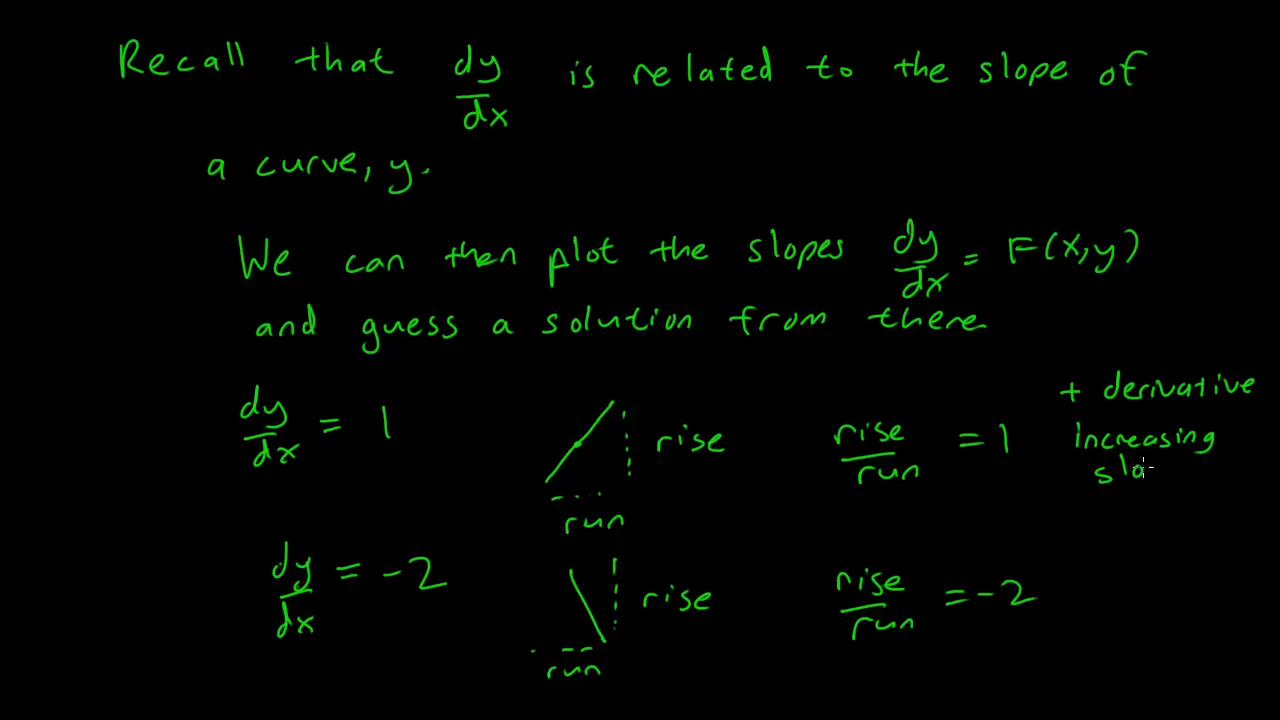 Recall that dy/dx is related to the slope of
a curve, y.
We can then plot the slopes dy/dx = F(x,y)
and guess a solution from there
dy/dx = 1
rise
run
rise/run = 1
+ derivative
increasing
slo
dy/dx = -2
rise
run
rise/run = -2